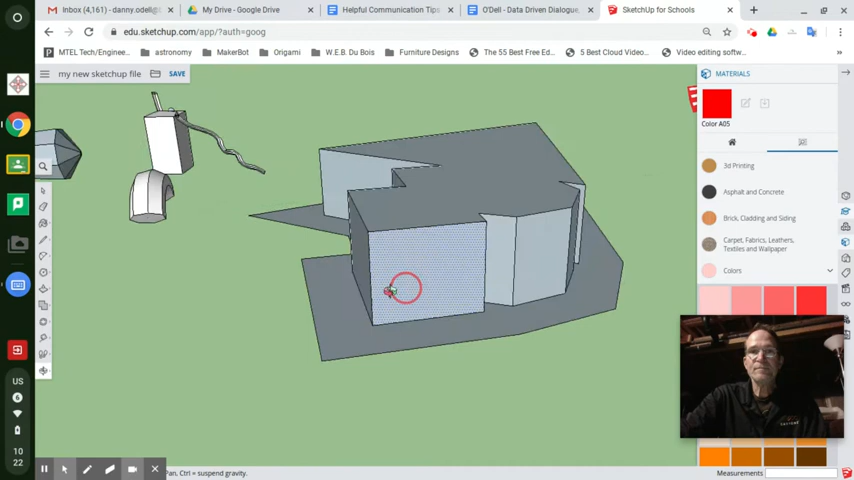 Inbox (4,161) - danny.odell@
My Drive - Google Drive
Helpful Communication Tips
O'Dell - Data Driven Dialogue
SketchUp for Schools
edu.sketchup.com/app/?auth=goog
MTEL Tech/Engine
astronomy
MakerBot
Origami
W.E.B. Du Bois
Furniture Designs
The 55 Best Free Ed
5 Best Cloud Video
Video editing softw
my new sketchup file
SAVE
MATERIALS
Color A05
3d Printing
Asphalt and Concrete
Brick, Cladding and Siding
Carpet, Fabrics, Leathers,
Textiles and Wallpaper
Colors
US
6
10
22
Pan, Ctrl = suspend gravity.
Measurements